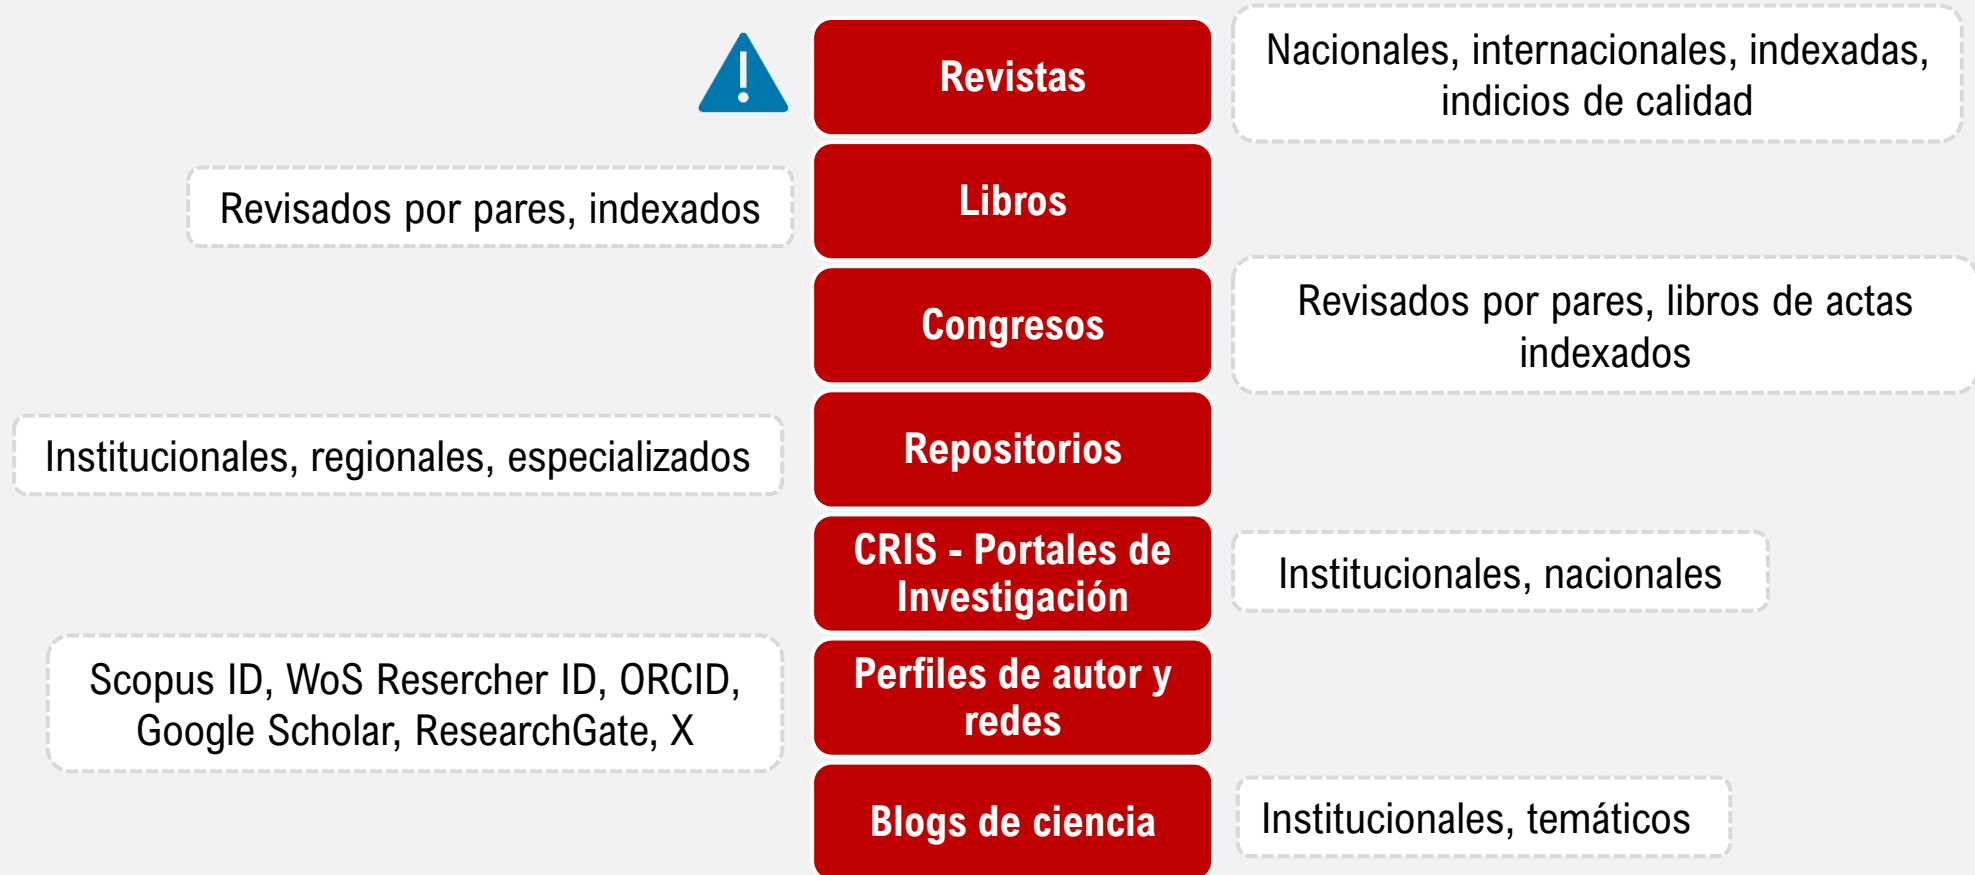 Revistas
Nacionales, internacionales, indexadas,
indicios de calidad
Libros
Revisados por pares, indexados
Congresos
Revisados por pares, libros de actas
indexados
Repositorios
Institucionales, regionales, especializados
CRIS - Portales de
Investigación
Institucionales, nacionales
Perfiles de autor y
redes
Scopus ID, WoS Resercher ID, ORCID,
Google Scholar, ResearchGate, X
Blogs de ciencia
Institucionales, temáticos